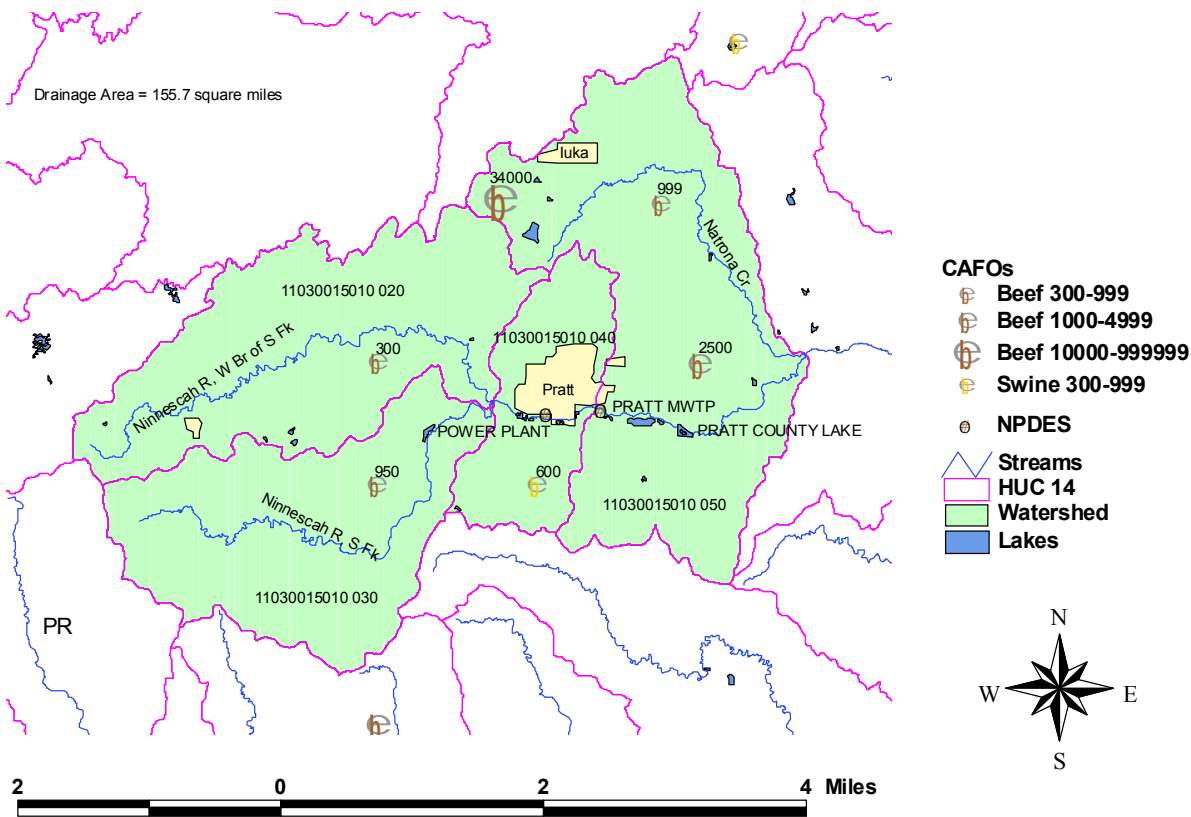 Drainage Area = 155.7 square miles
Iuka
34000
999
Natrona Cr
11030015010 020
Ninnescah R, W Br of S Fk
300
11030015010 040
2500
Pratt
PRATT MWTP
POWER PLANT
PRATT COUNTY LAKE
950
600
Ninnescah R, S Fk
11030015010 050
11030015010 030
PR
CAFOs
Beef 300-999
Beef 1000-4999
Beef 10000-999999
Swine 300-999
NPDES
Streams
HUC 14
Watershed
Lakes
N
W E
S
2 0 2 4 Miles